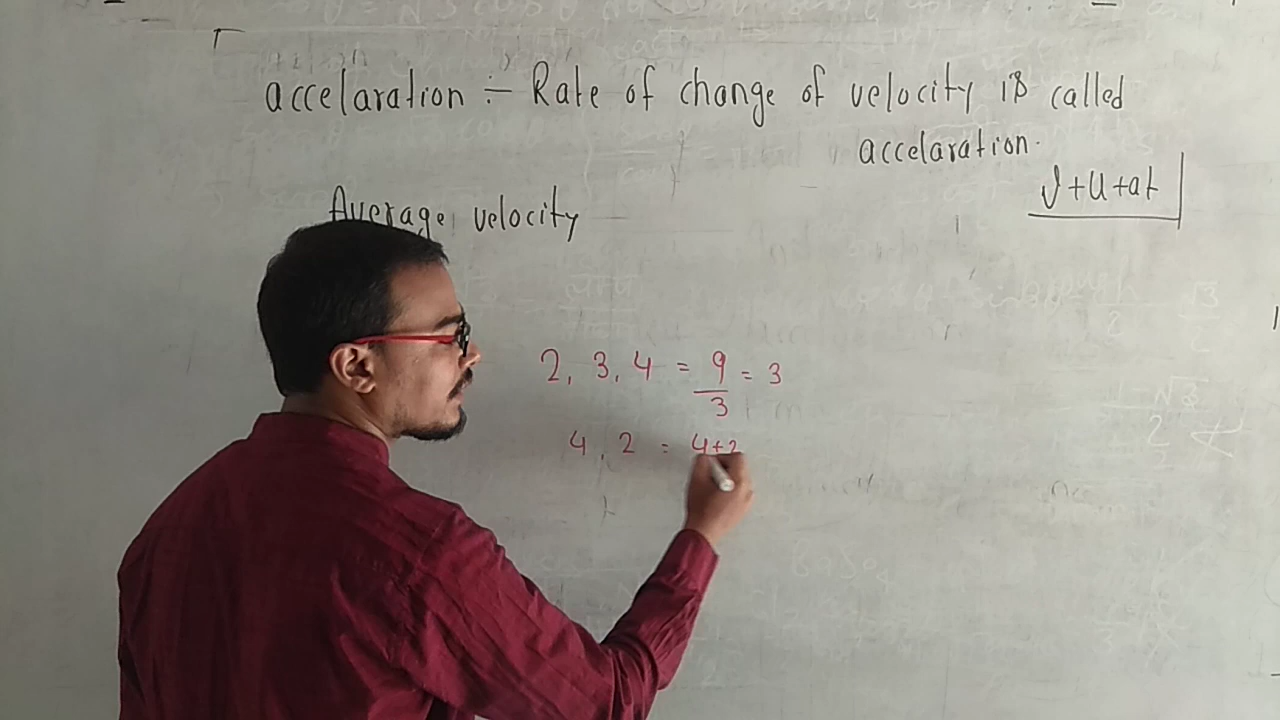 accelaration ÷ Rate of change of velocity is called
accelaration.
V+u+at
Average velocity
2, 3, 4 = 9/3 = 3
4, 2 = 4+2